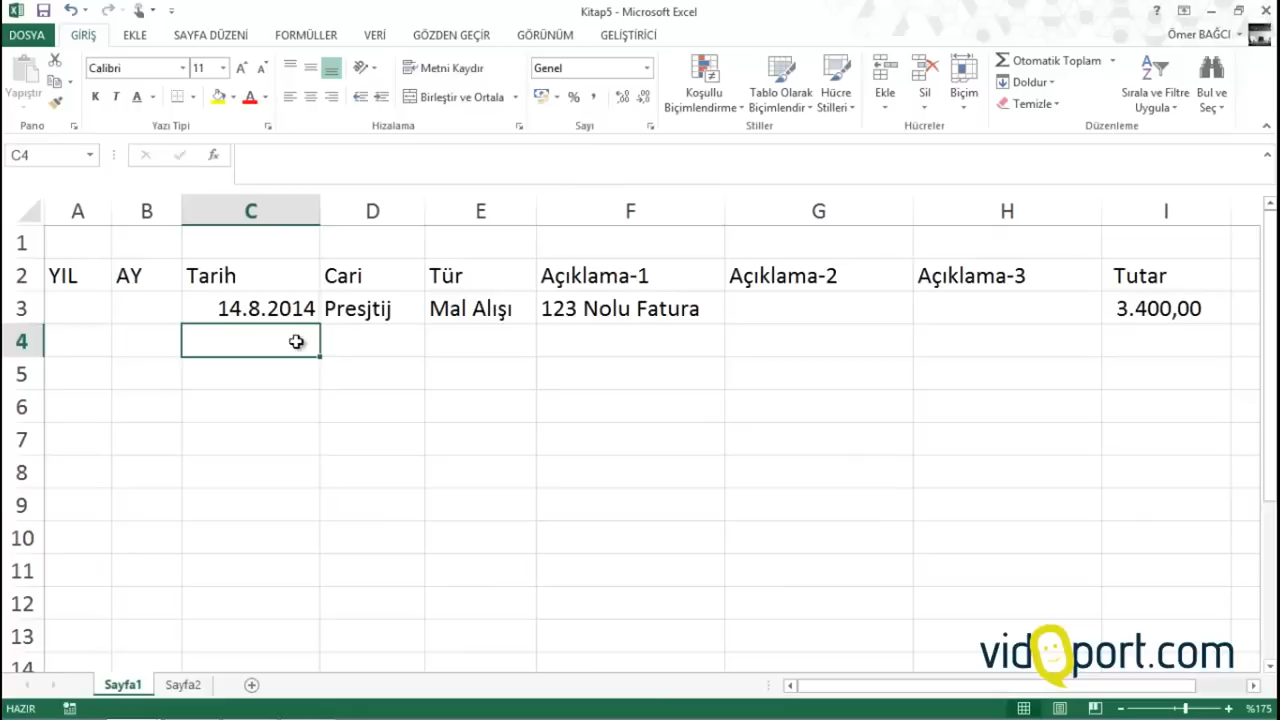 Kitap5 - Microsoft Excel
DOSYA GİRİŞ EKLE SAYFA DÜZENİ FORMÜLLER VERİ GÖZDEN GEÇİR GÖRÜNÜM GELİŞTİRİCİ Ömer BAĞCI
Yapıştır Calibri 11 Metni Kaydır Genel Koşullu Biçimlendirme Tablo Olarak Biçimlendir Hücre Stilleri Ekle Sil Biçim Otomatik Toplam Sırala ve Filtre Uygula Bul ve Seç
Doldur
K T A Birleştir ve Ortala % Temizle
Pano Yazı Tipi Hizalama Sayı Stiller Hücreler Düzenleme
C4 fx
A B C D E F G H I
1
2 YIL AY Tarih Cari Tür Açıklama-1 Açıklama-2 Açıklama-3 Tutar
3 14.8.2014 Presjtij Mal Alışı 123 Nolu Fatura 3.400,00
4
5
6
7
8
9
10
11
12
13
14
vidoport.com
Sayfa1 Sayfa2
HAZIR %175